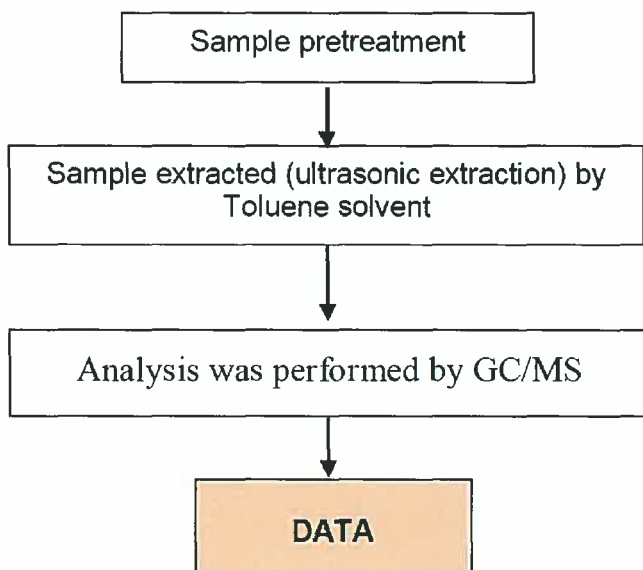 Sample pretreatment
Sample extracted (ultrasonic extraction) by
Toluene solvent
Analysis was performed by GC/MS
DATA